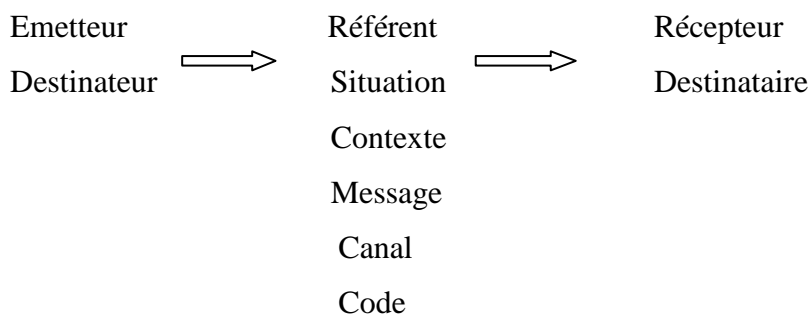 Emetteur Référent Récepteur
Destinateur Situation Destinataire
Contexte
Message
Canal
Code